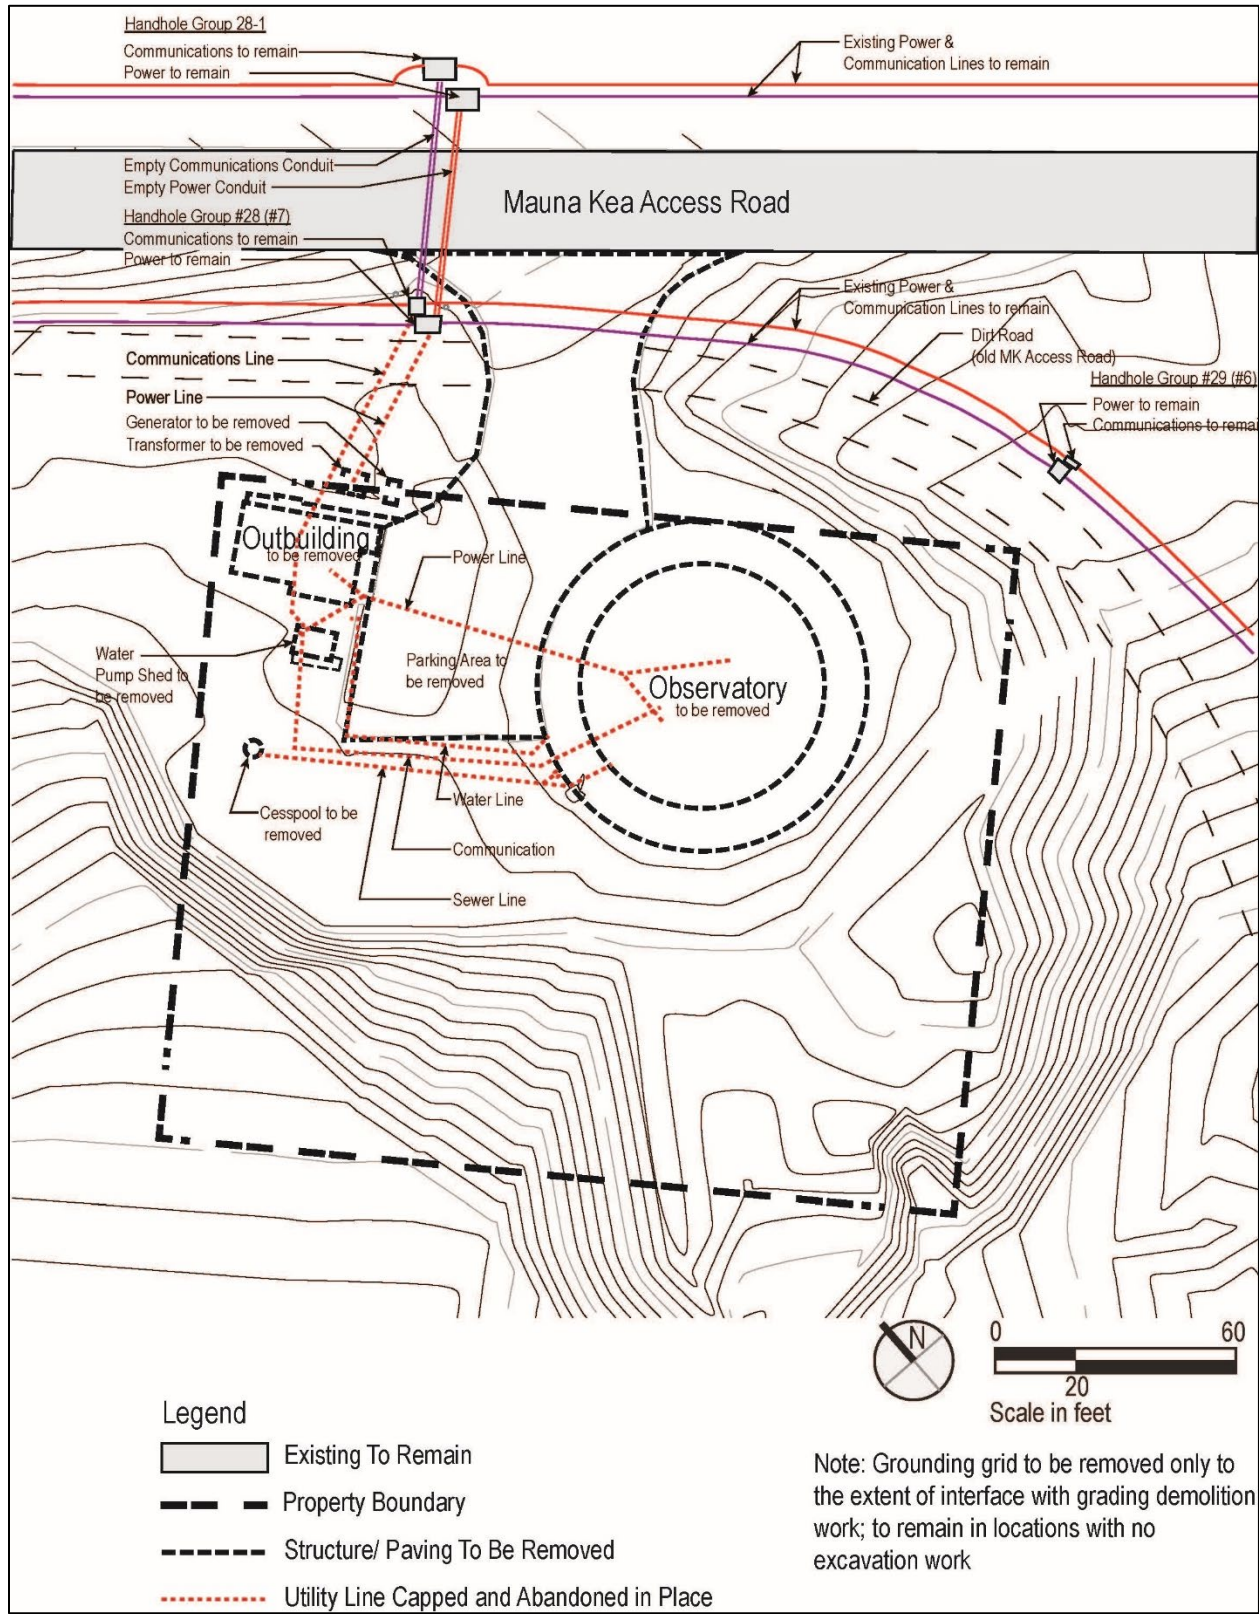 Handhole Group 28-1
Communications to remain
Power to remain
Existing Power &
Communication Lines to remain
Empty Communications Conduit
Empty Power Conduit
Mauna Kea Access Road
Handhole Group #28 (#7)
Communications to remain
Power to remain
Existing Power &
Communication Lines to remain
Dirt Road
(old MK Access Road)
Handhole Group #29 (#6)
Power to remain
Communications to remai
Communications Line
Power Line
Generator to be removed
Transformer to be removed
Outbuilding
to be removed
Power Line
Water
Pump Shed to
be removed
Parking Area to
be removed
Observatory
to be removed
Cesspool to be
removed
Water Line
Communication
Sewer Line
N
0 60
20
Scale in feet
Legend
Existing To Remain
Property Boundary
Structure/ Paving To Be Removed
Utility Line Capped and Abandoned in Place
Note: Grounding grid to be removed only to
the extent of interface with grading demolition
work; to remain in locations with no
excavation work